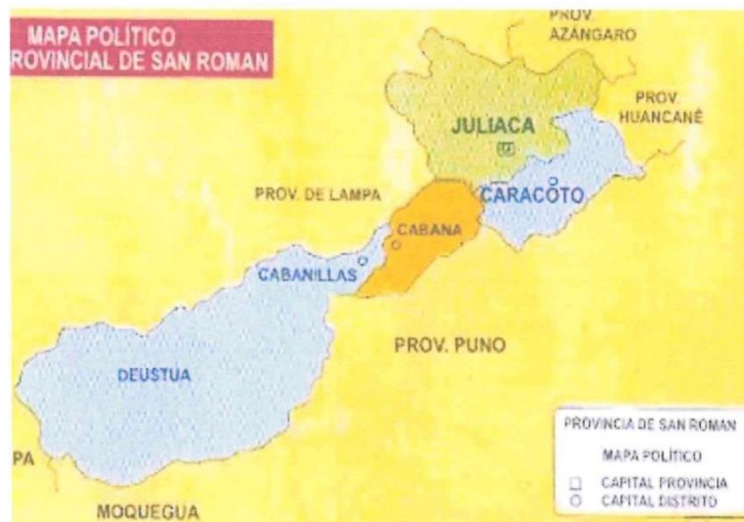 MAPA POLÍTICO
ROVINCIAL DE SAN ROMAN
PROV.
AZÁNGARO
PROV.
HUANCANÉ
JULIACA
PROV. DE LAMPA
CARACOTO
CABANA
CABANILLAS
PROV. PUNO
DEUSTUA
PA
MOQUEGUA
PROVINCIA DE SAN ROMAN
MAPA POLÍTICO
CAPITAL PROVINCIA
CAPITAL DISTRITO